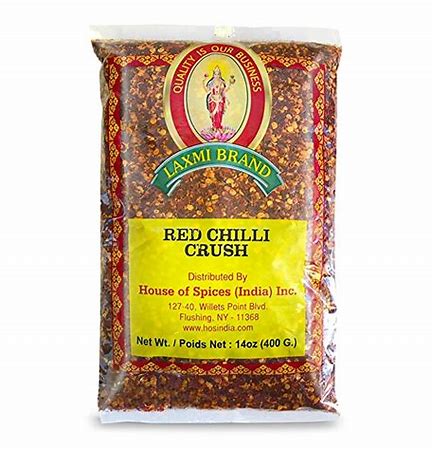 QUALITY IS OUR BUSINESS
LAXMI BRAND
RED CHILLI
CRUSH
Distributed By
House of Spices (India) Inc.
127-40, Willets Point Blvd.
Flushing, NY - 11368
www.hosindia.com
Net Wt. / Poids Net : 14oz (400 G.)